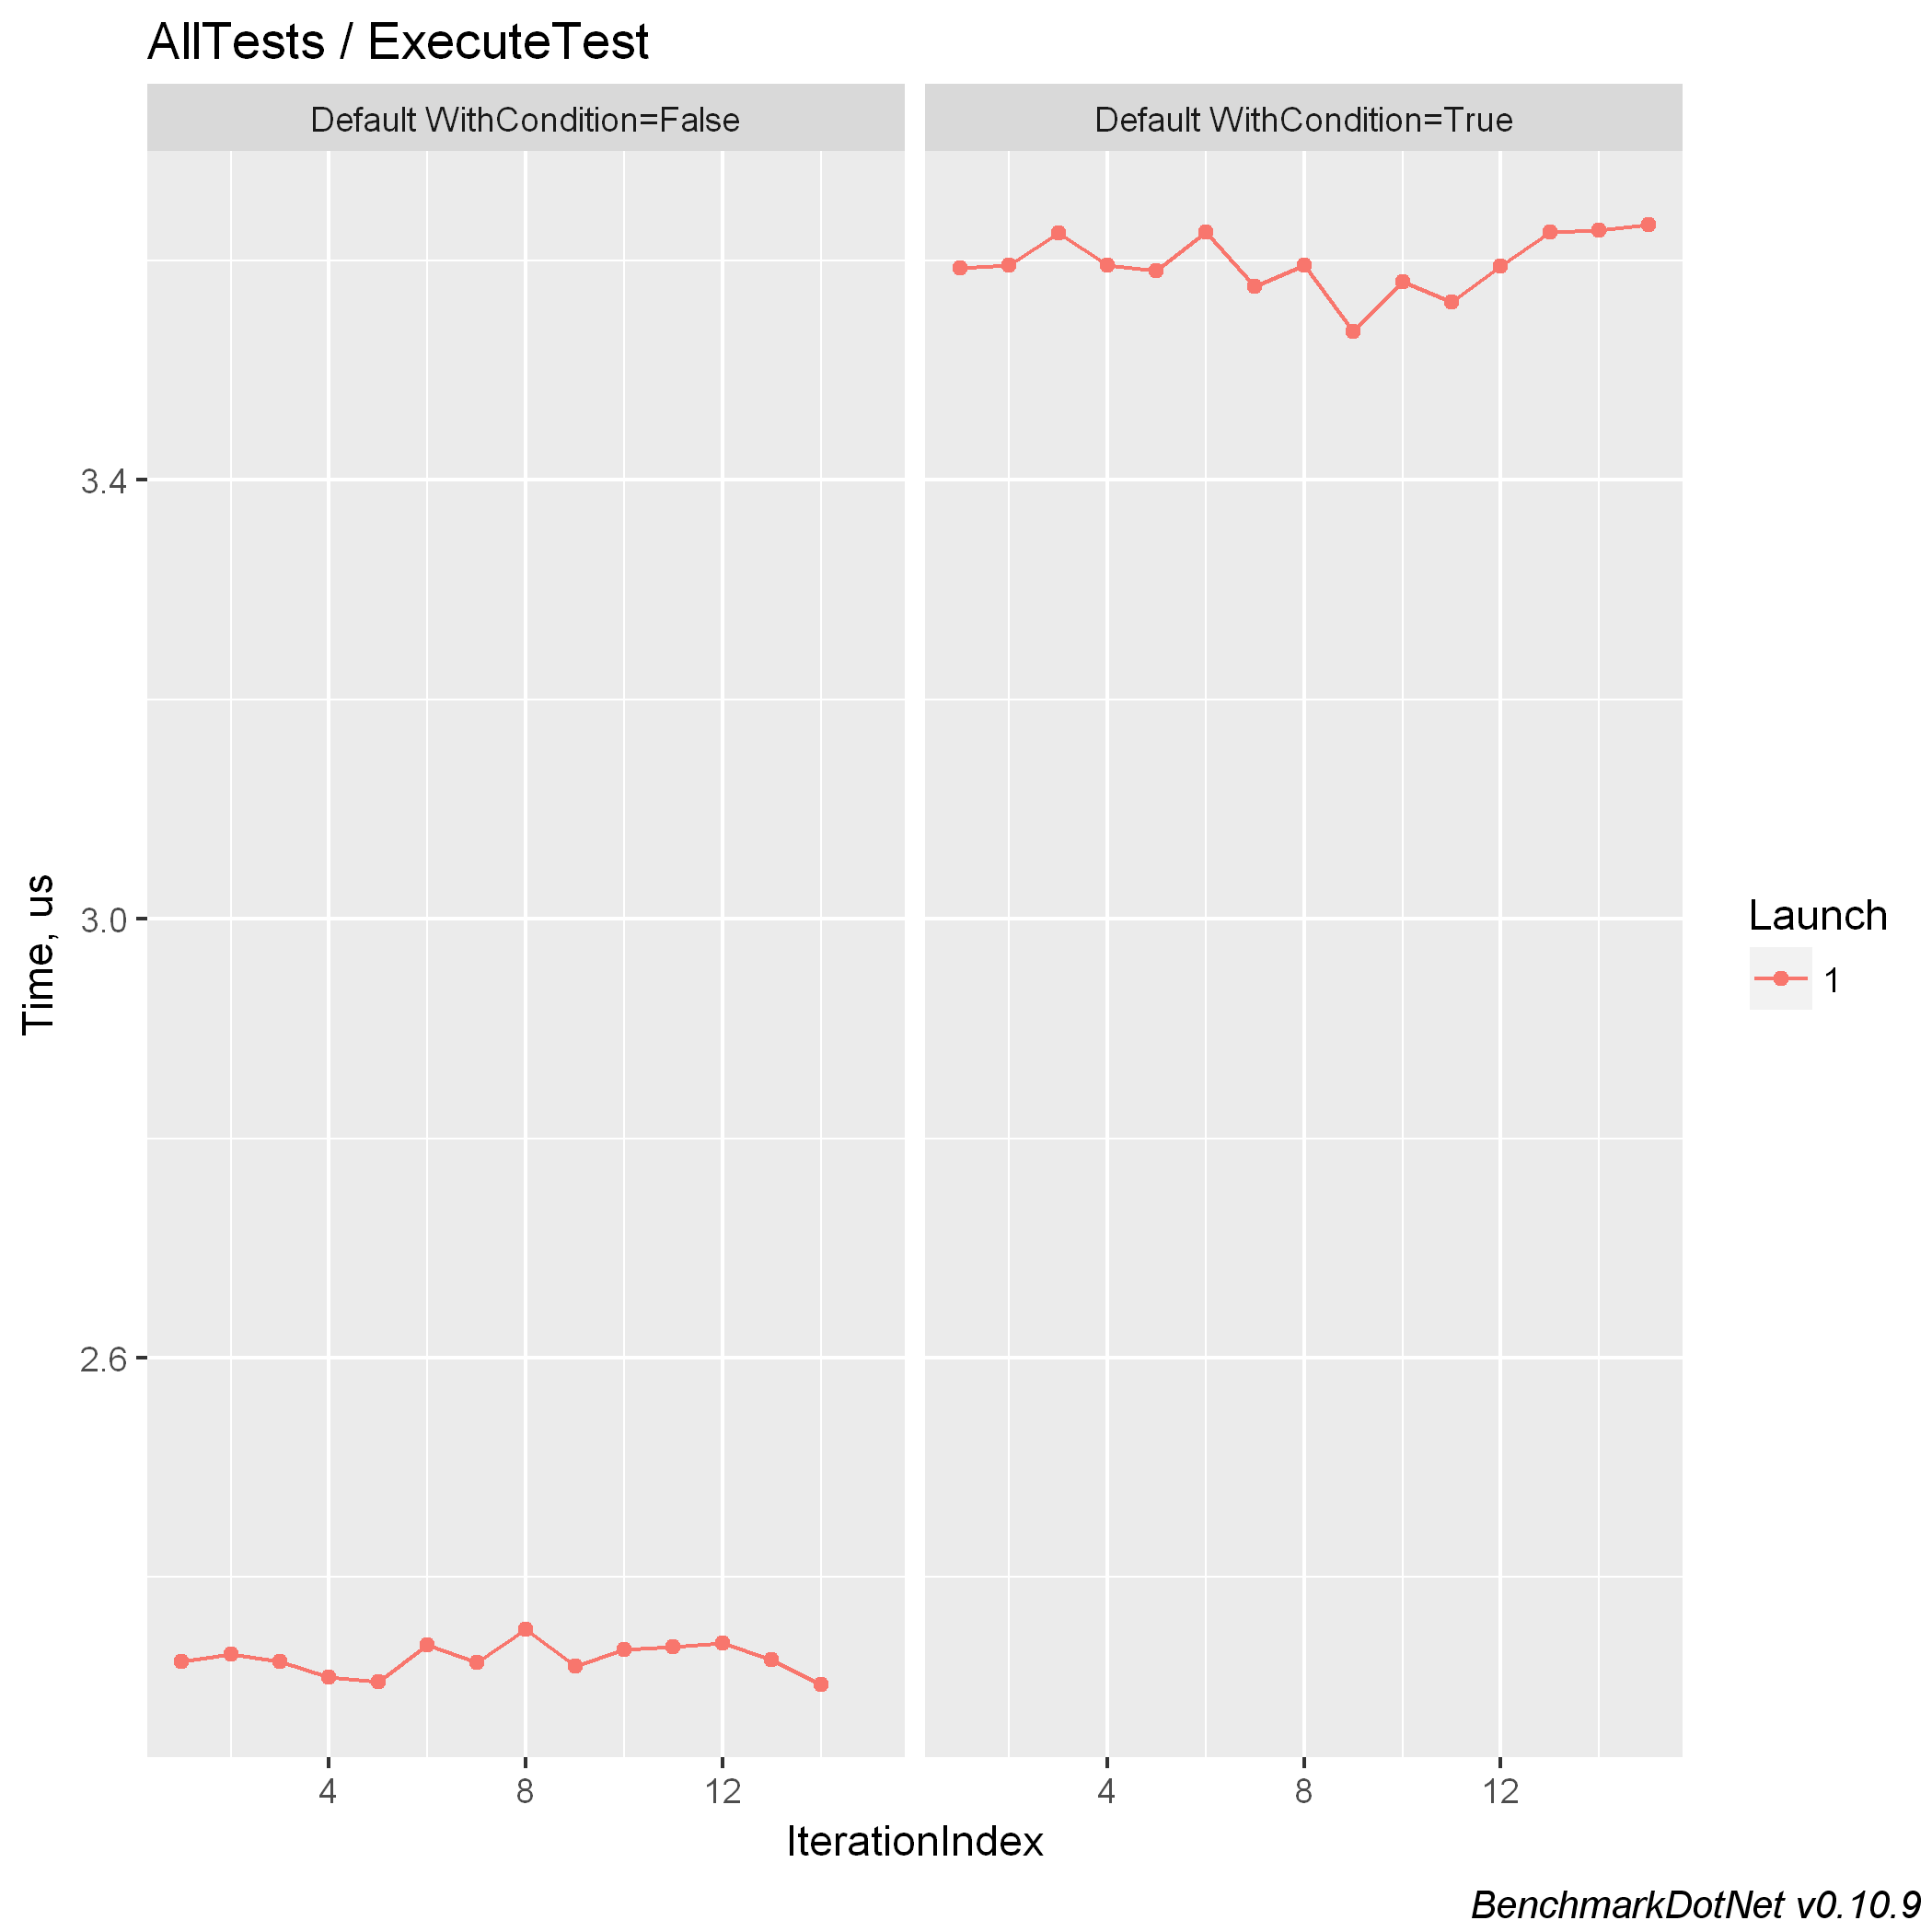 AllTests / ExecuteTest
Default WithCondition=False
Default WithCondition=True
3.4
3.0
2.6
Time, us
4
8
12
4
8
12
IterationIndex
Launch
1
BenchmarkDotNet v0.10.9